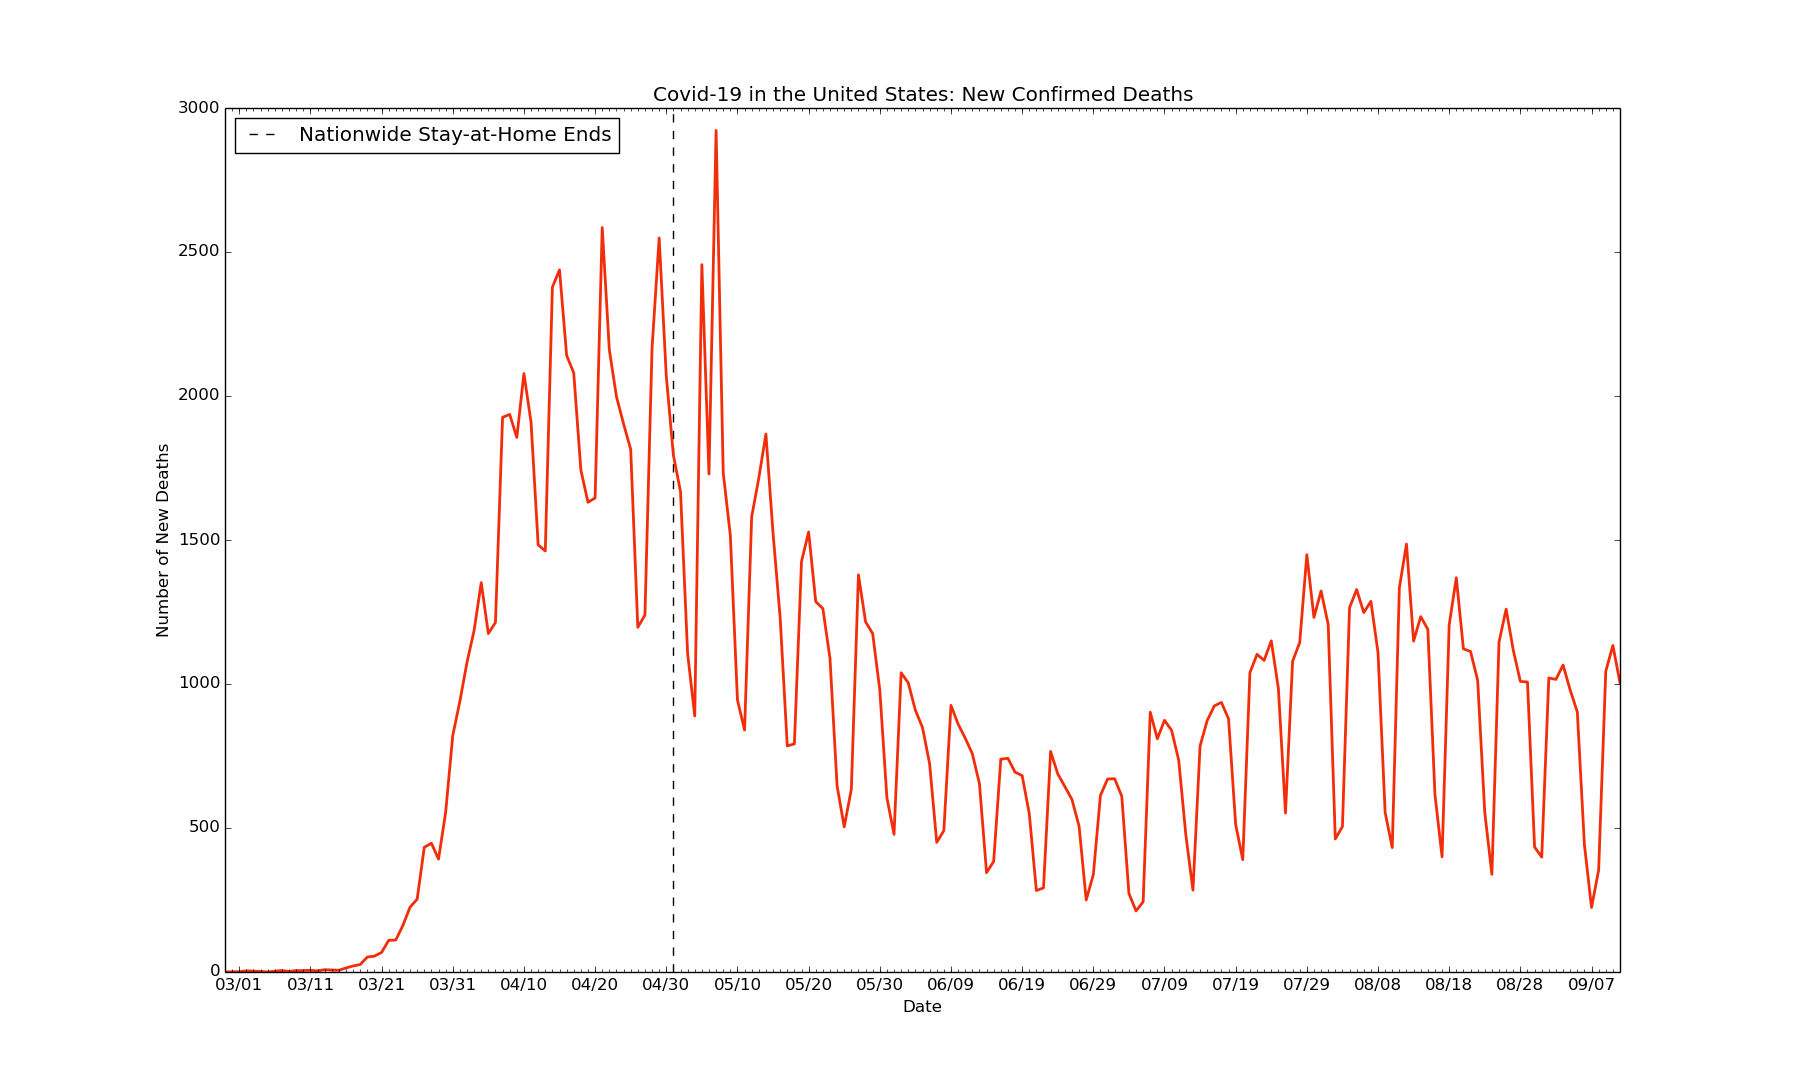 Covid-19 in the United States: New Confirmed Deaths
3000
Nationwide Stay-at-Home Ends
2500
2000
1500
1000
500
0
Number of New Deaths
03/01 03/11 03/21 03/31 04/10 04/20 04/30 05/10 05/20 05/30 06/09 06/19 06/29 07/09 07/19 07/29 08/08 08/18 08/28 09/07
Date